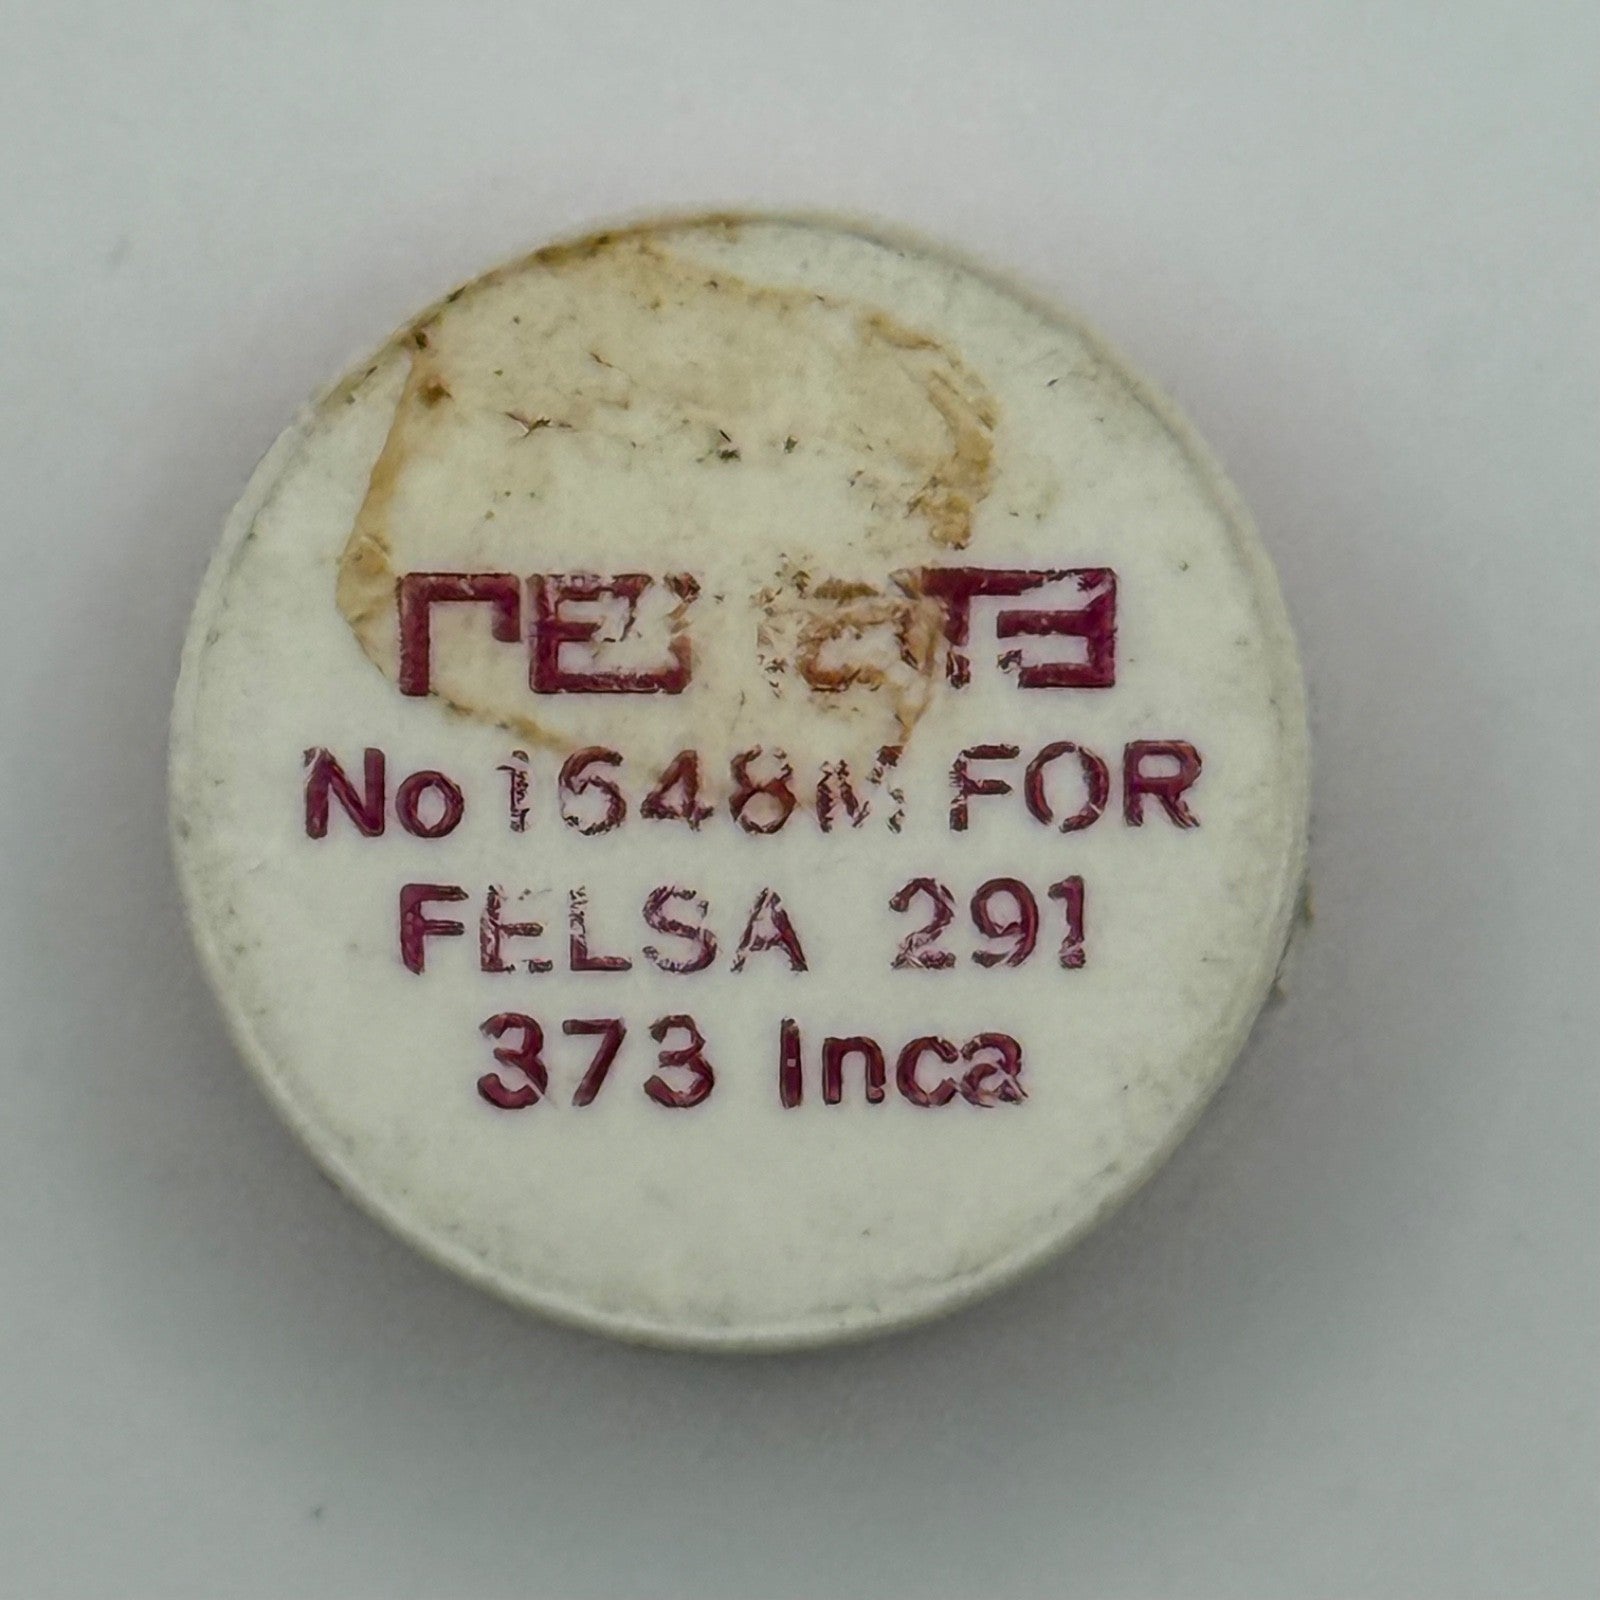 No 1648M FOR
FELSA 291
373 Inca